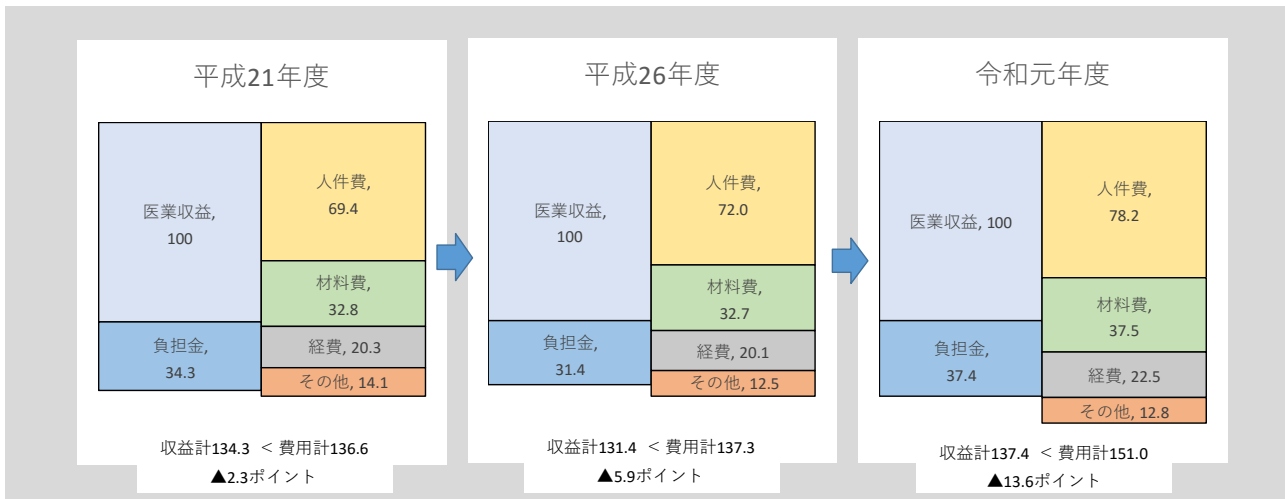 平成21年度
医業収益,
100
負担金,
34.3
人件費,
69.4
材料費,
32.8
経費, 20.3
その他, 14.1
収益計134.3 ＜ 費用計136.6
▲2.3ポイント
平成26年度
医業収益,
100
負担金,
31.4
人件費,
72.0
材料費,
32.7
経費, 20.1
その他, 12.5
収益計131.4 ＜ 費用計137.3
▲5.9ポイント
令和元年度
医業収益, 100
負担金,
37.4
人件費,
78.2
材料費,
37.5
経費, 22.5
その他, 12.8
収益計137.4 ＜ 費用計151.0
▲13.6ポイント